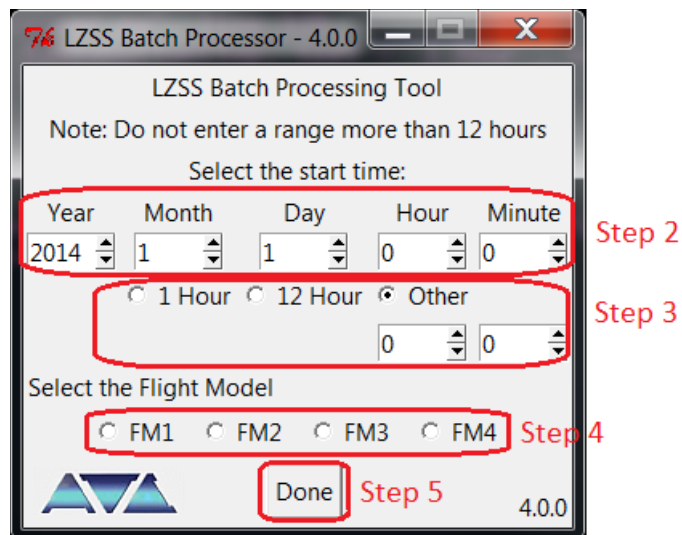 LZSS Batch Processor - 4.0.0
LZSS Batch Processing Tool
Note: Do not enter a range more than 12 hours
Select the start time:
Year Month Day Hour Minute
2014 1 1 0 0 Step 2
1 Hour 12 Hour Other
0 0 Step 3
Select the Flight Model
FM1 FM2 FM3 FM4 Step 4
AVA Done Step 5 4.0.0